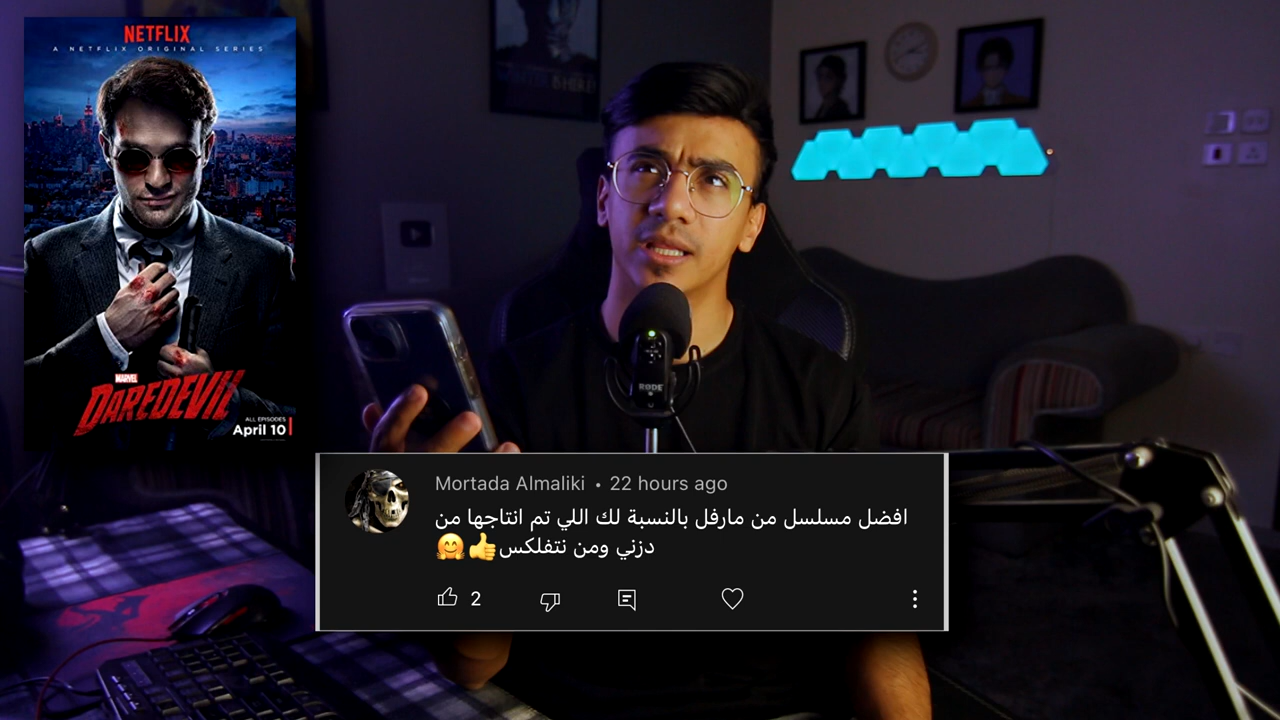 NETFLIX
A NETFLIX ORIGINAL SERIES
MARVEL
DAREDEVIL
ALL EPISODES
April 10
RODE
Mortada Almaliki • 22 hours ago
افضل مسلسل من مارفل بالنسبة لك اللي تم انتاجها من
دزني ومن نتفلكس👍🤗
2